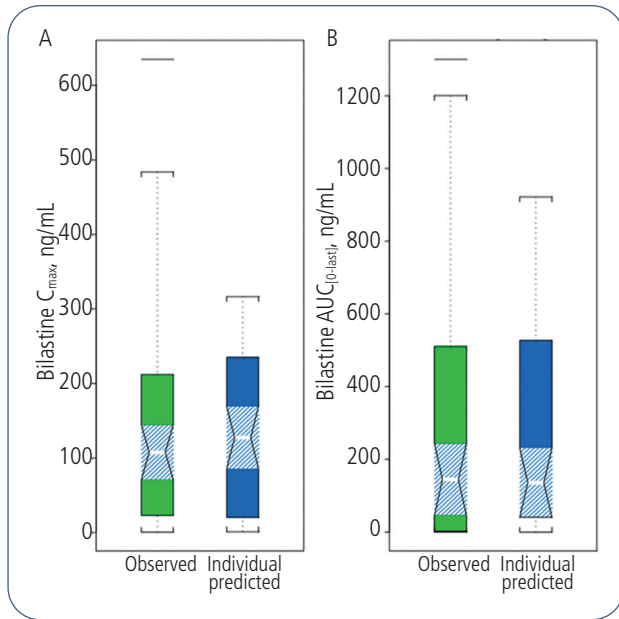 A
Bilastine Cmax, ng/mL
600
500
400
300
200
100
0
Observed
Individual
predicted
B
Bilastine AUC[0-last], ng/mL
1200
1000
800
600
400
200
0
Observed
Individual
predicted